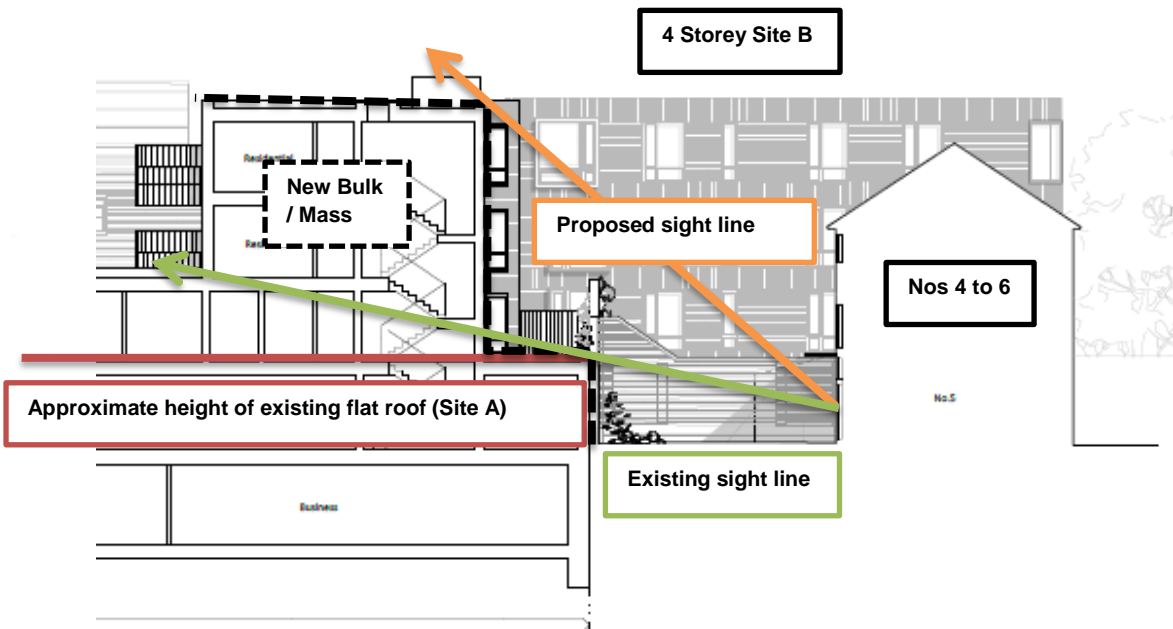 4 Storey Site B
Residential
New Bulk
/ Mass
Proposed sight line
Nos 4 to 6
Approximate height of existing flat roof (Site A)
No.5
Existing sight line
Business